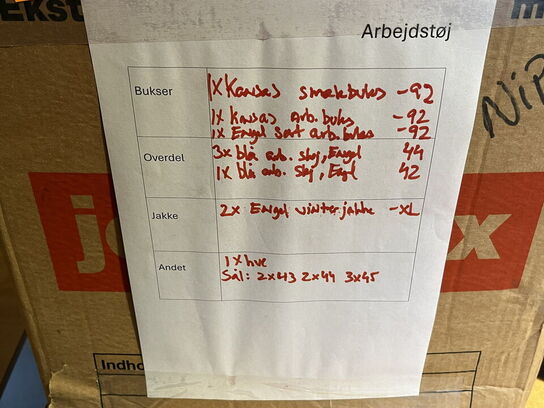 Ekst
Arbejdstøj
Bukser
1x Kansas smækbuks -92
1x Kansas arb. buks -92
1x Engel sort arb. buks -92
Overdel
3x blå arb. skj, Engel 44
1x blå arb. skj, Engl 42
Jakke
2x Engel vinterjakke -XL
Andet
1x hue
Sål: 2x43 2x44 3x45
j
x
Indho